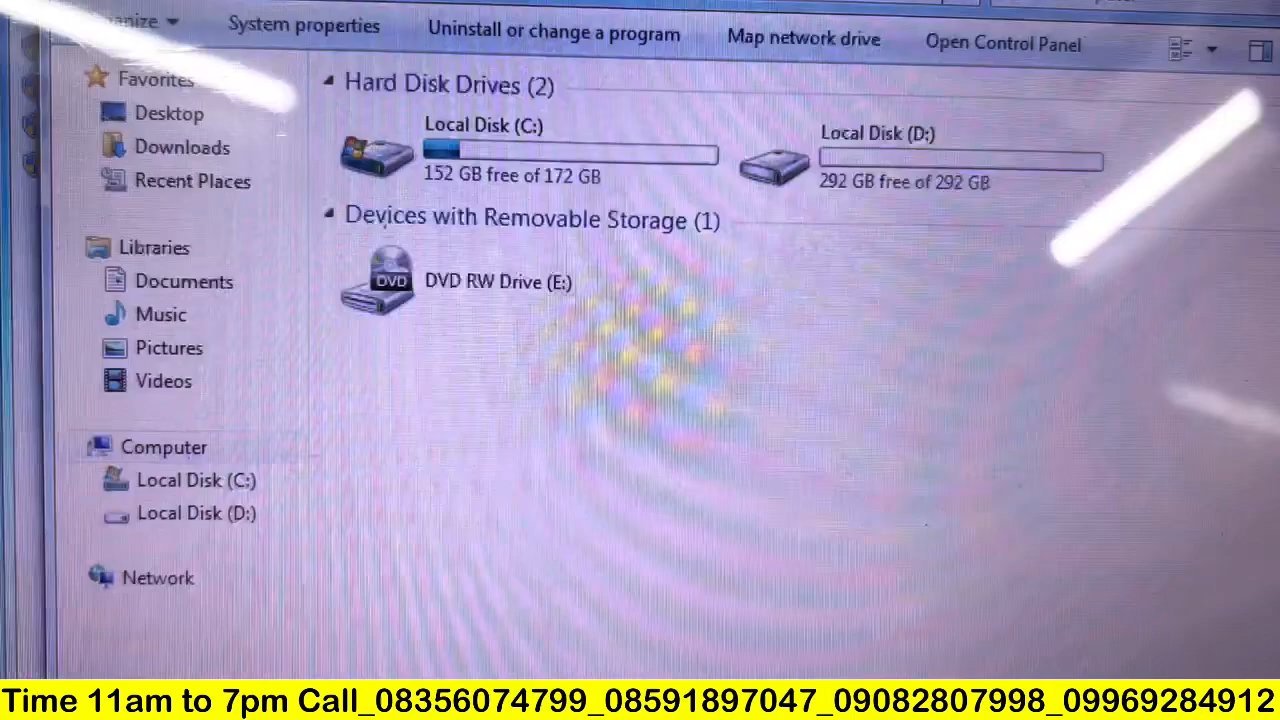 System properties
Uninstall or change a program
Map network drive
Open Control Panel
Favorites
Desktop
Downloads
Recent Places
Libraries
Documents
Music
Pictures
Videos
Computer
Local Disk (C:)
Local Disk (D:)
Network
Hard Disk Drives (2)
Local Disk (C:)
152 GB free of 172 GB
Local Disk (D:)
292 GB free of 292 GB
Devices with Removable Storage (1)
DVD
DVD RW Drive (E:)
Time 11am to 7pm Call_08356074799_08591897047_09082807998_09969284912